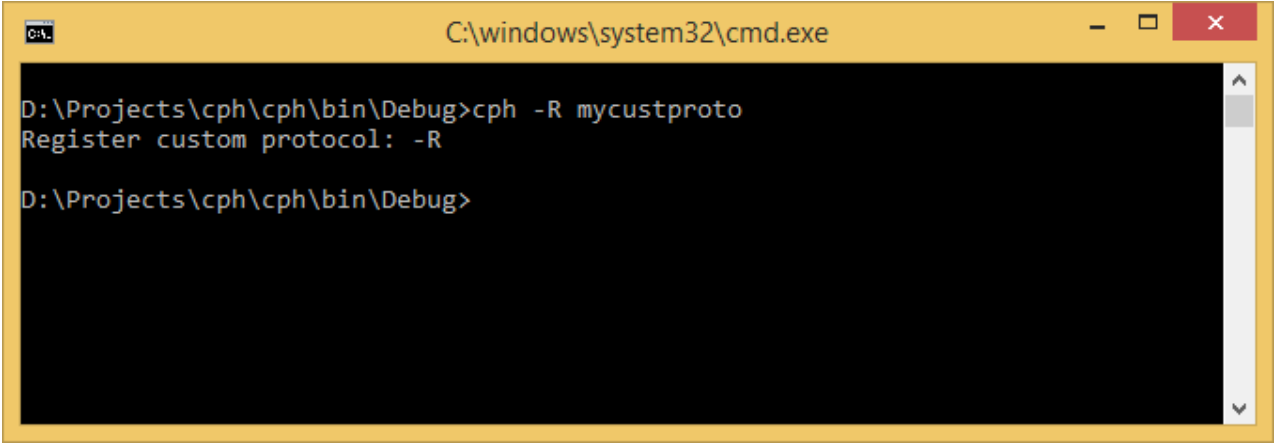 C:\windows\system32\cmd.exe
D:\Projects\cph\cph\bin\Debug>cph -R mycustproto
Register custom protocol: -R
D:\Projects\cph\cph\bin\Debug>